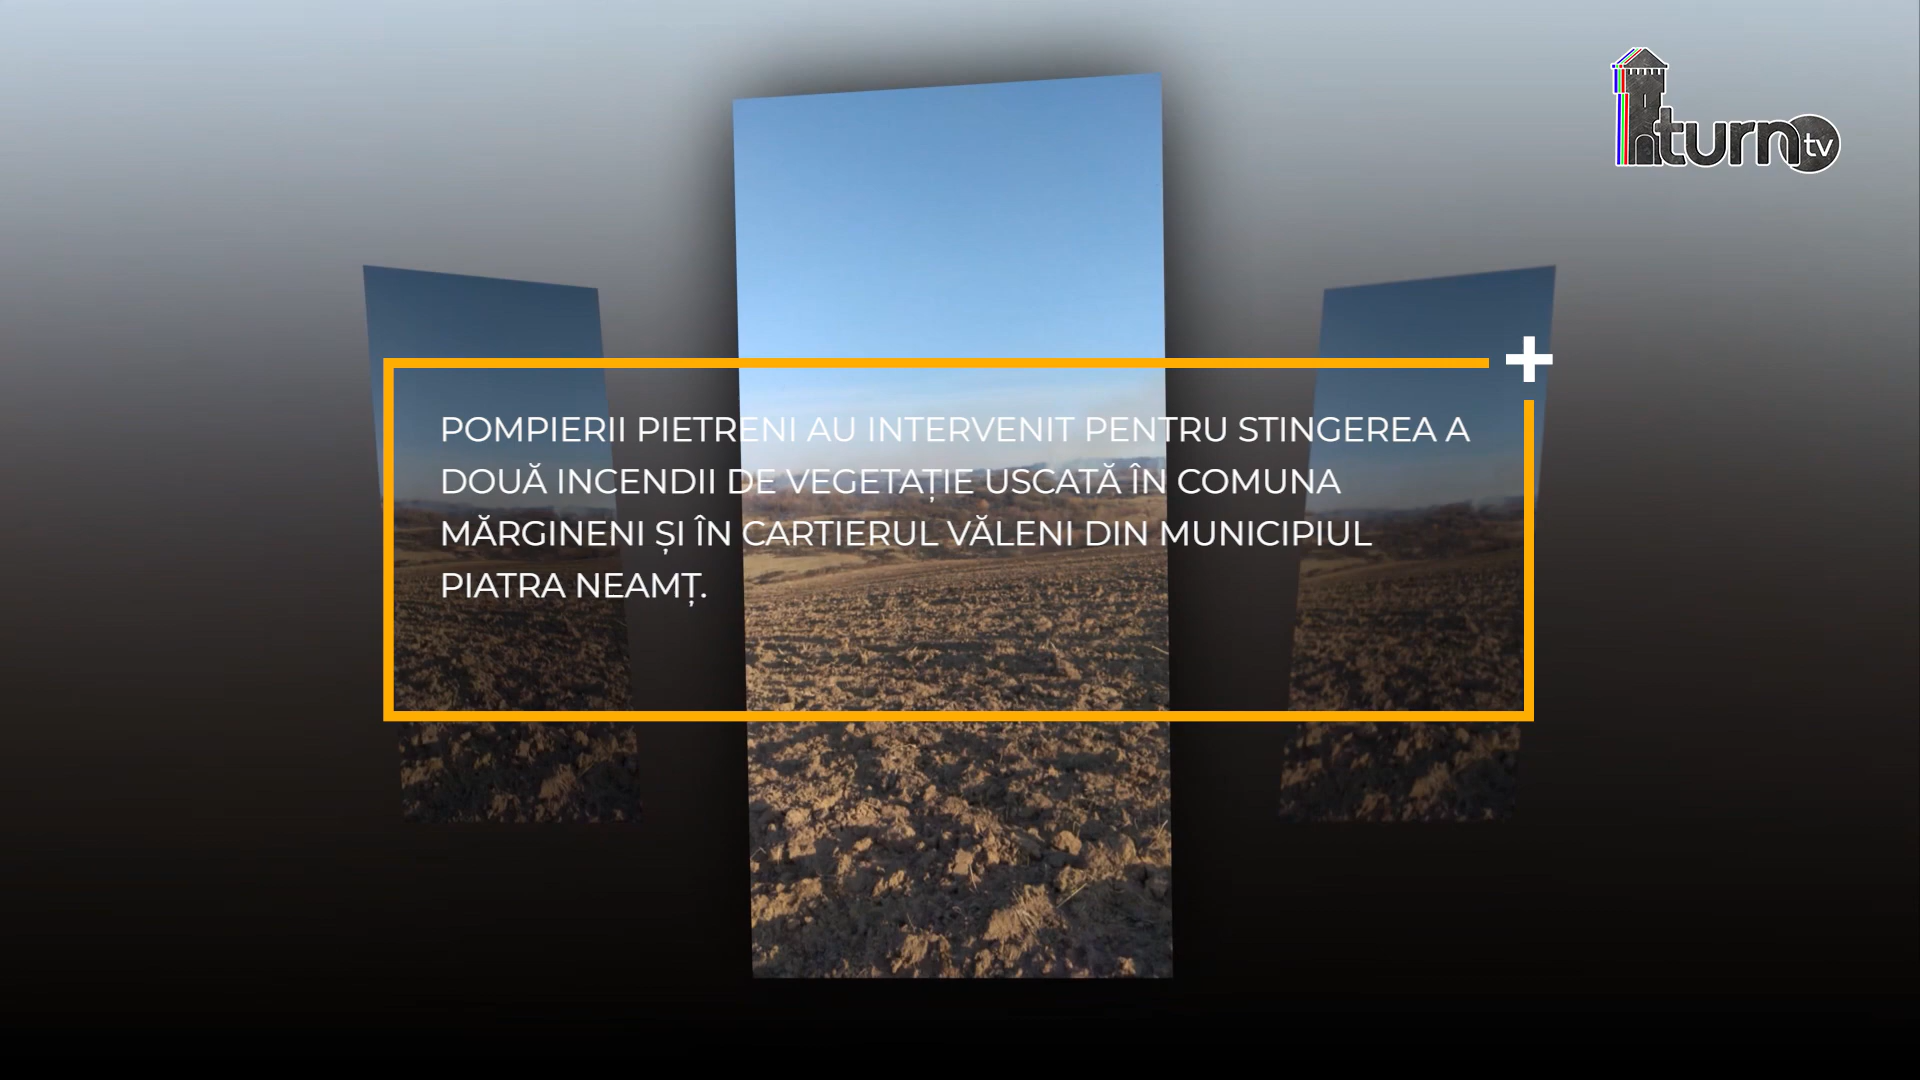 turn tv
POMPIERII PIETRENI AU INTERVENIT PENTRU STINGEREA A
DOUĂ INCENDII DE VEGETAȚIE USCATĂ ÎN COMUNA
MĂRGINENI ȘI ÎN CARTIERUL VĂLENI DIN MUNICIPIUL
PIATRA NEAMȚ.